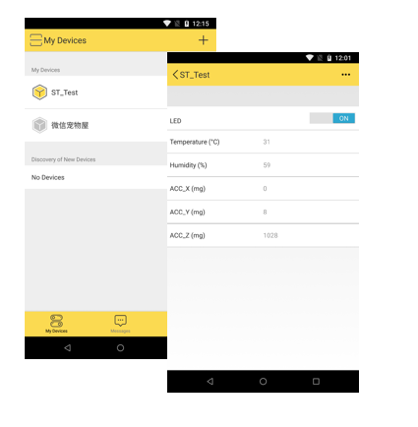 12:15
My Devices
My Devices
ST_Test
微信宠物屋
Discovery of New Devices
No Devices
My Devices
Messages
12:01
ST_Test
LED
ON
Temperature (°C)
31
Humidity (%)
59
ACC_X (mg)
0
ACC_Y (mg)
8
ACC_Z (mg)
1028